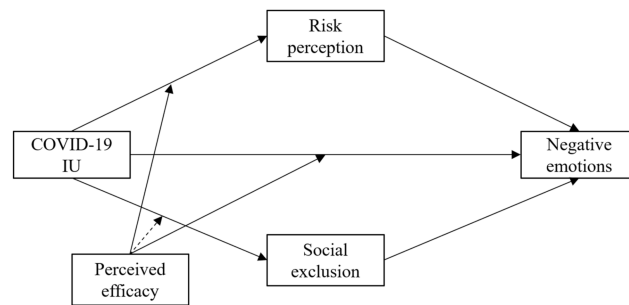 Risk
perception
COVID-19
IU
Negative
emotions
Perceived
efficacy
Social
exclusion